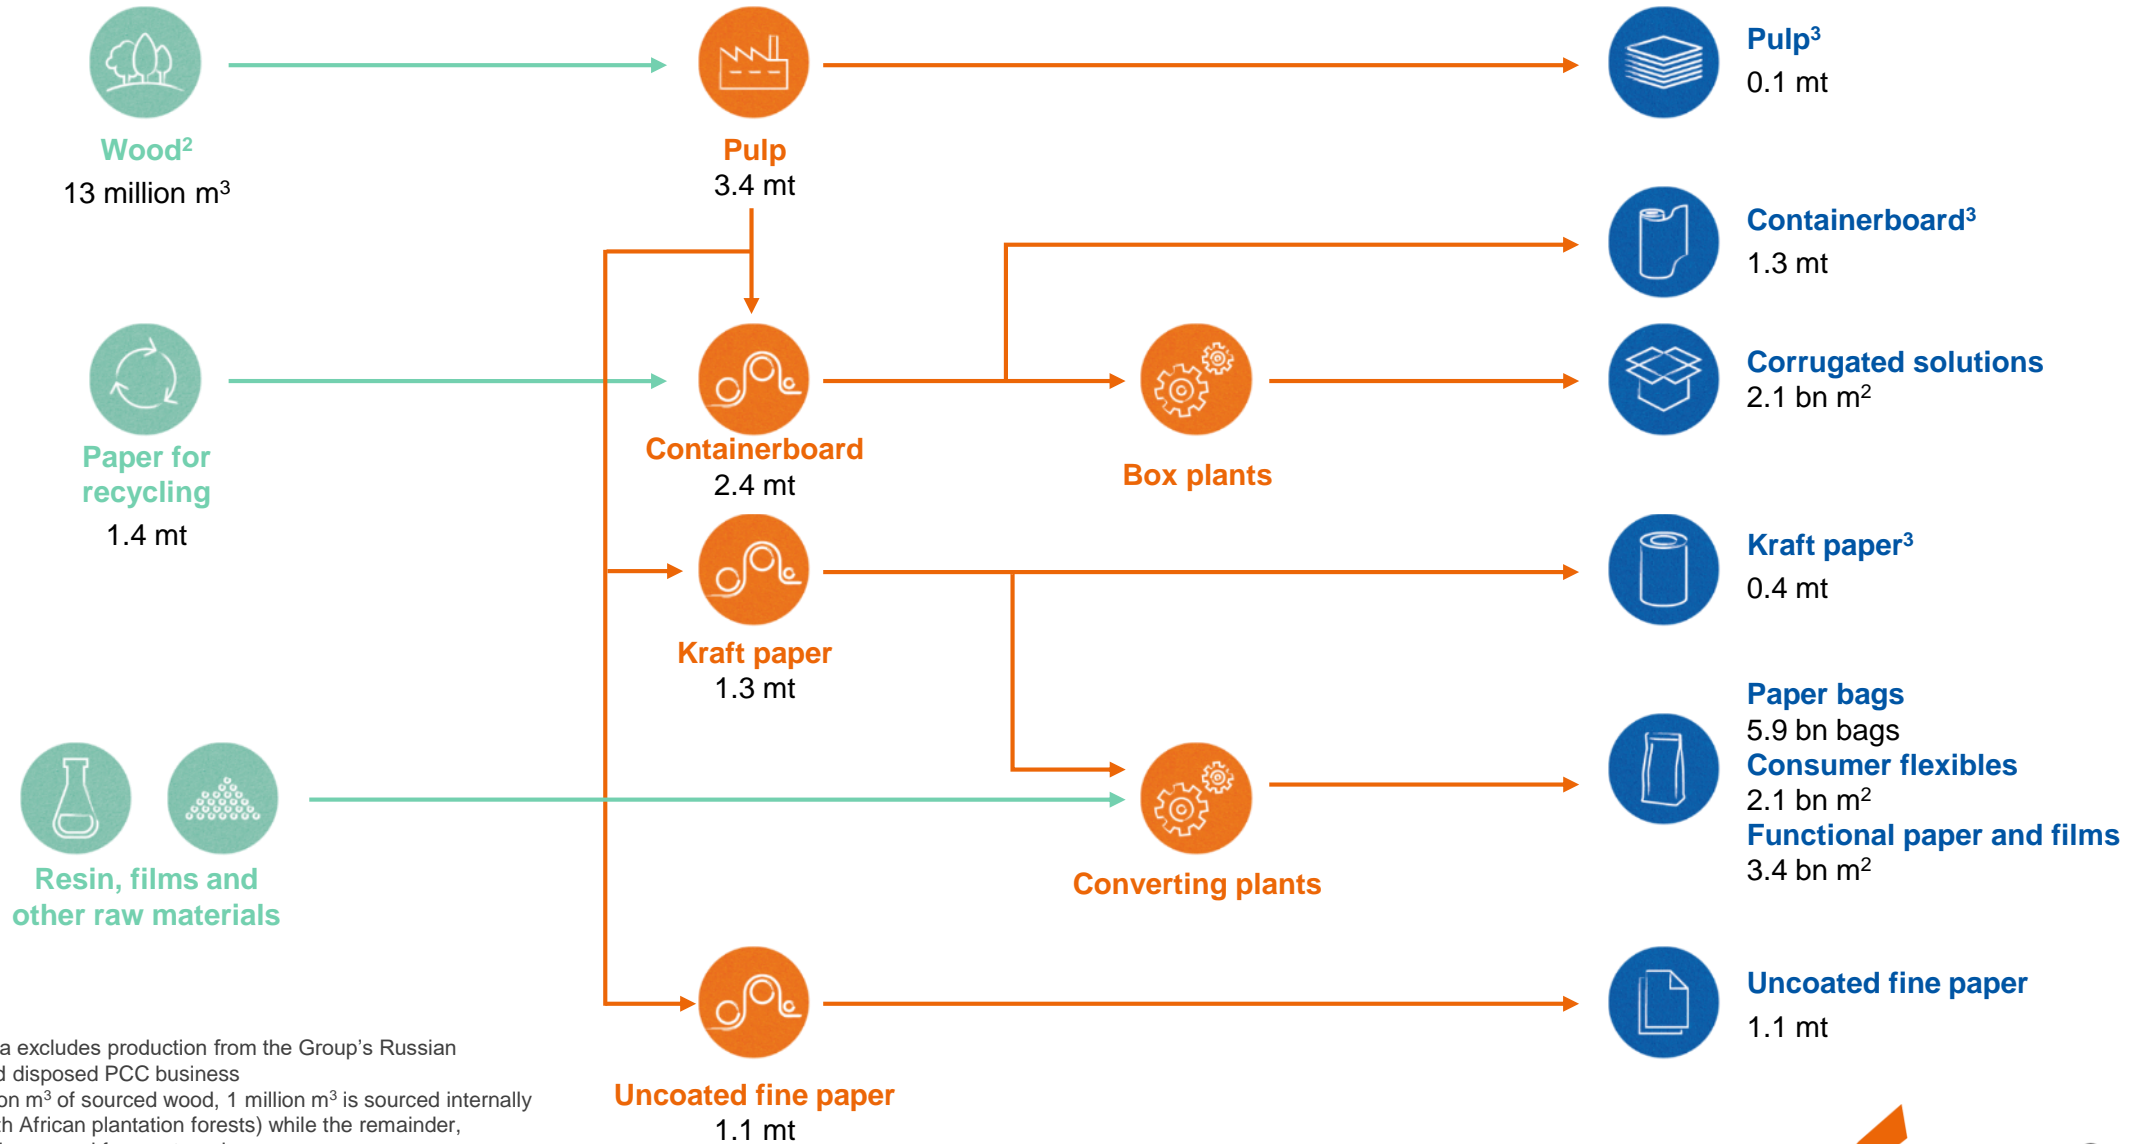 Wood²
13 million m³
Pulp
3.4 mt
Pulp³
0.1 mt
Containerboard³
1.3 mt
Paper for
recycling
1.4 mt
Containerboard
2.4 mt
Box plants
Corrugated solutions
2.1 bn m²
Kraft paper
1.3 mt
Kraft paper³
0.4 mt
Resin, films and
other raw materials
Converting plants
Paper bags
5.9 bn bags
Consumer flexibles
2.1 bn m²
Functional paper and films
3.4 bn m²
Uncoated fine paper
1.1 mt
Uncoated fine paper
1.1 mt
a excludes production from the Group's Russian
d disposed PCC business
on m³ of sourced wood, 1 million m³ is sourced internally
th African plantation forests) while the remainder,